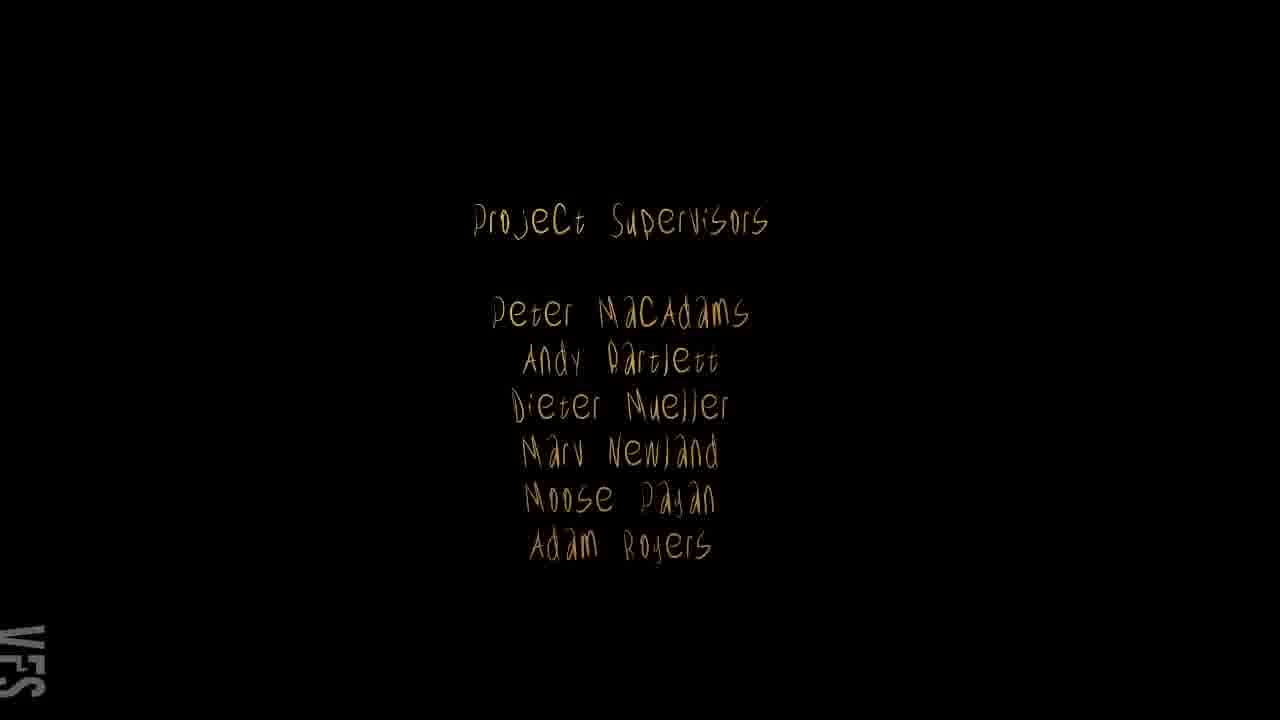 Project Supervisors
Peter MacAdams
Andy Bartlett
Dieter Mueller
Marv Newland
Moose Pagan
Adam Rogers
VFS